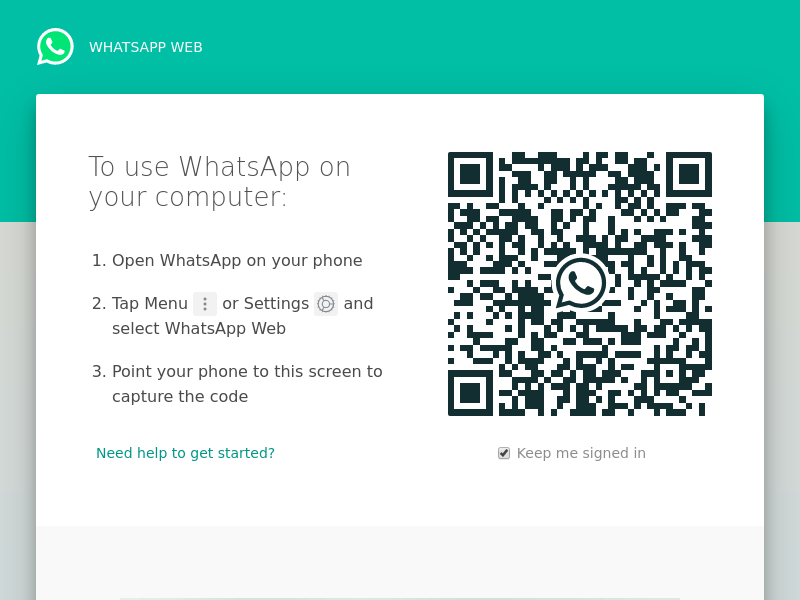 WHATSAPP WEB
To use WhatsApp on
your computer:
1. Open WhatsApp on your phone
2. Tap Menu or Settings and
select WhatsApp Web
3. Point your phone to this screen to
capture the code
Need help to get started?
Keep me signed in